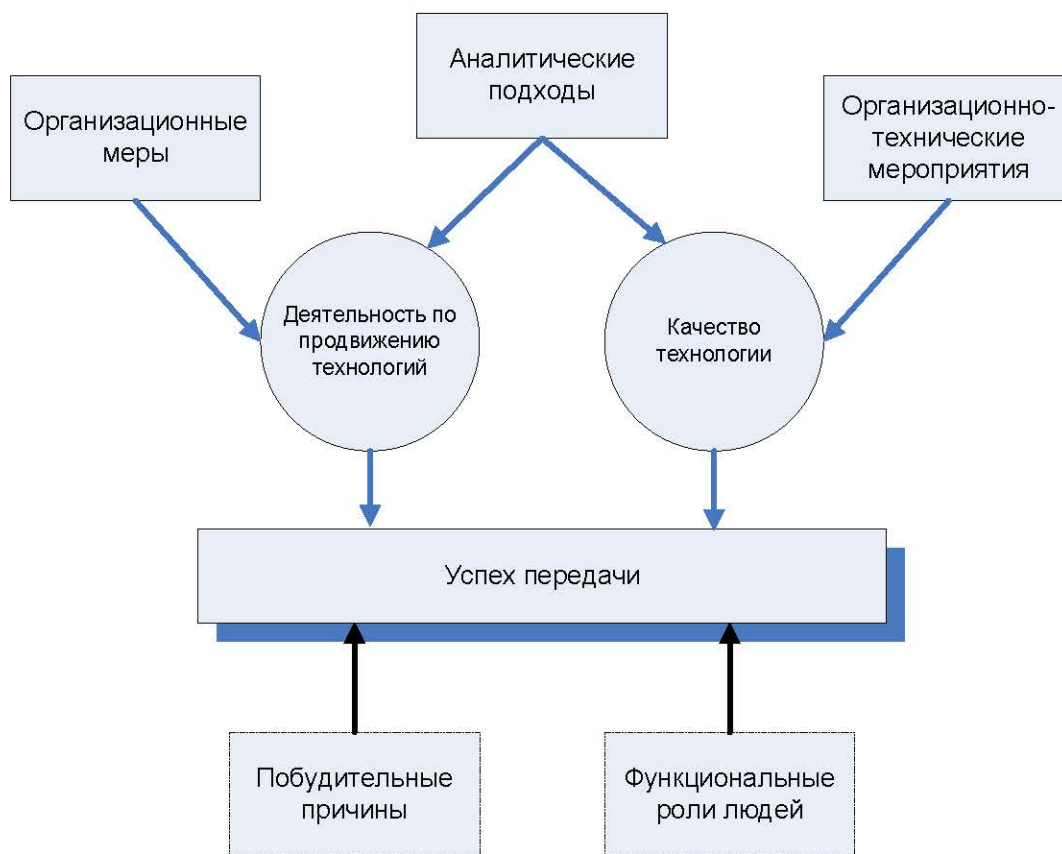 Аналитические
подходы
Организационные
меры
Организационно-
технические
мероприятия
Деятельность по
продвижению
технологий
Качество
технологии
Успех передачи
Побудительные
причины
Функциональные
роли людей